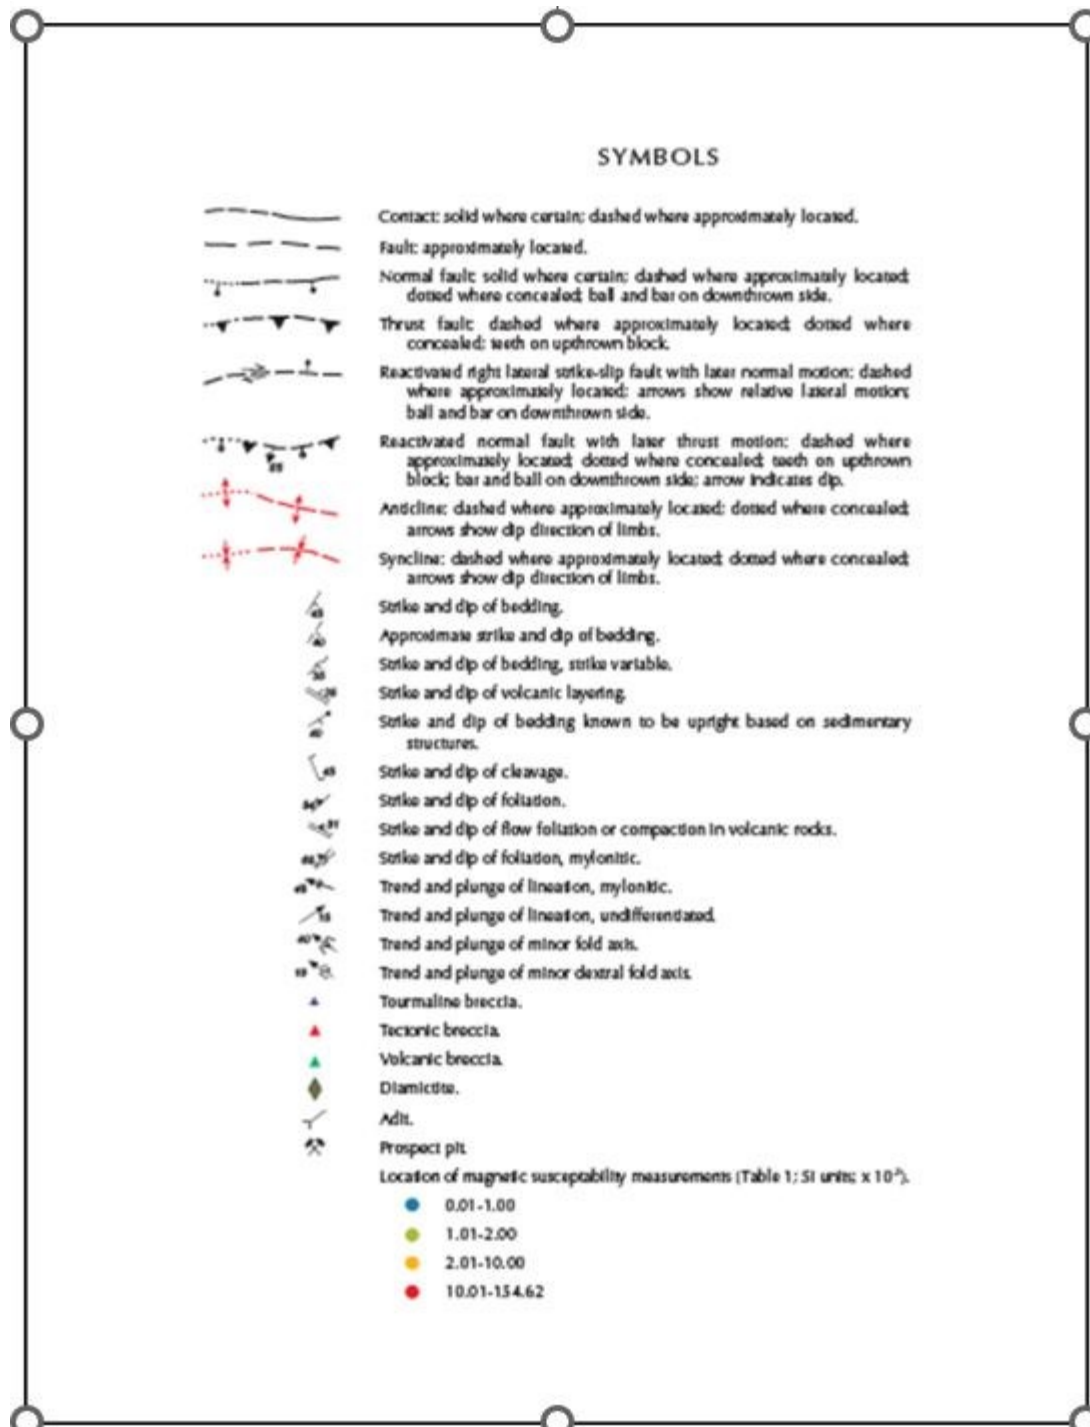 SYMBOLS
Contact: solid where certain; dashed where approximately located.
Fault: approximately located.
Normal fault: solid where certain; dashed where approximately located;
dotted where concealed; ball and bar on downthrown side.
Thrust fault: dashed where approximately located; dotted where
concealed; teeth on upthrown block.
Reactivated right lateral strike-slip fault with later normal motion: dashed
where approximately located; arrows show relative lateral motion;
ball and bar on downthrown side.
Reactivated normal fault with later thrust motion: dashed where
approximately located; dotted where concealed; teeth on upthrown
block; bar and ball on downthrown side; arrow indicates dip.
Anticline: dashed where approximately located; dotted where concealed;
arrows show dip direction of limbs.
Syncline: dashed where approximately located; dotted where concealed;
arrows show dip direction of limbs.
Strike and dip of bedding.
Approximate strike and dip of bedding.
Strike and dip of bedding, strike variable.
Strike and dip of volcanic layering.
Strike and dip of bedding known to be upright based on sedimentary
structures.
Strike and dip of cleavage.
Strike and dip of foliation.
Strike and dip of flow foliation or compaction in volcanic rocks.
Strike and dip of foliation, mylonitic.
Trend and plunge of lineation, mylonitic.
Trend and plunge of lineation, undifferentiated.
Trend and plunge of minor fold axis.
Trend and plunge of minor dextral fold axis.
Tourmaline breccia.
Tectonic breccia.
Volcanic breccia.
Diamictite.
Adit.
Prospect pit.
Location of magnetic susceptability measurements (Table 1; SI units; x 10
0.01-1.00
1.01-2.00
2.01-10.00
10.01-134.62